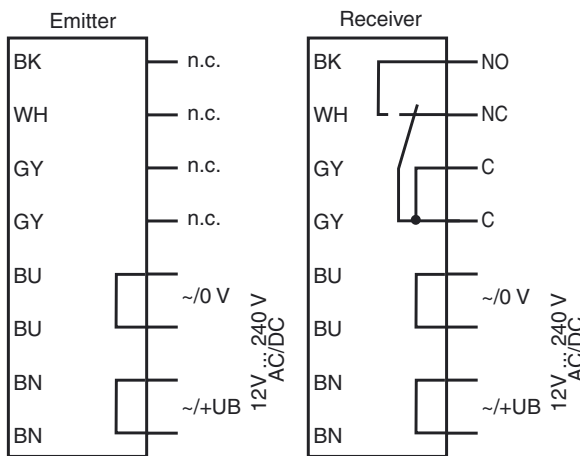 Emitter
BK n.c.
WH n.c.
GY n.c.
GY n.c.
BU
~/0 V
BU
BN
~/+UB
BN
12V ... 240 V
AC/DC
Receiver
BK NO
WH NC
GY C
GY C
BU
~/0 V
BU
BN
~/+UB
BN
12V ... 240 V
AC/DC